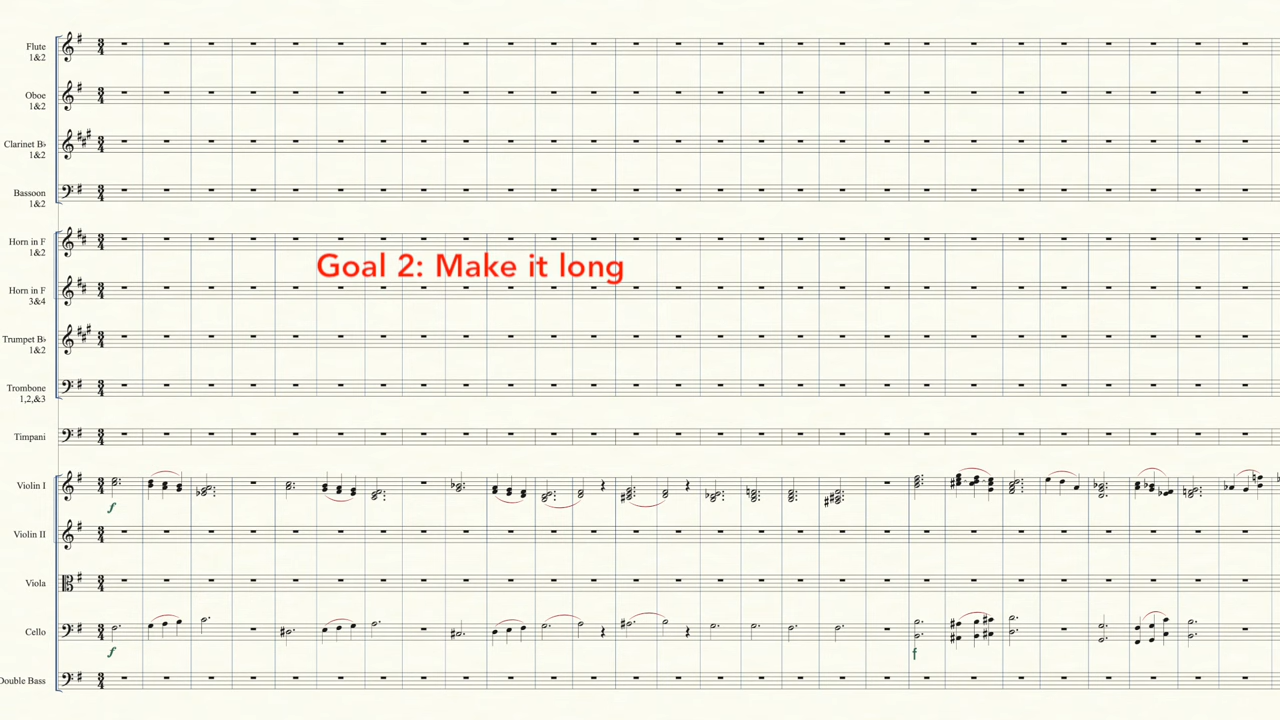 Flute
1&2
Oboe
1&2
Clarinet B♭
1&2
Bassoon
1&2
Horn in F
1&2
Goal 2: Make it long
Horn in F
3&4
Trumpet B♭
1&2
Trombone
1,2,&3
Timpani
Violin I
f
Violin II
Viola
Cello
f
f
Double Bass